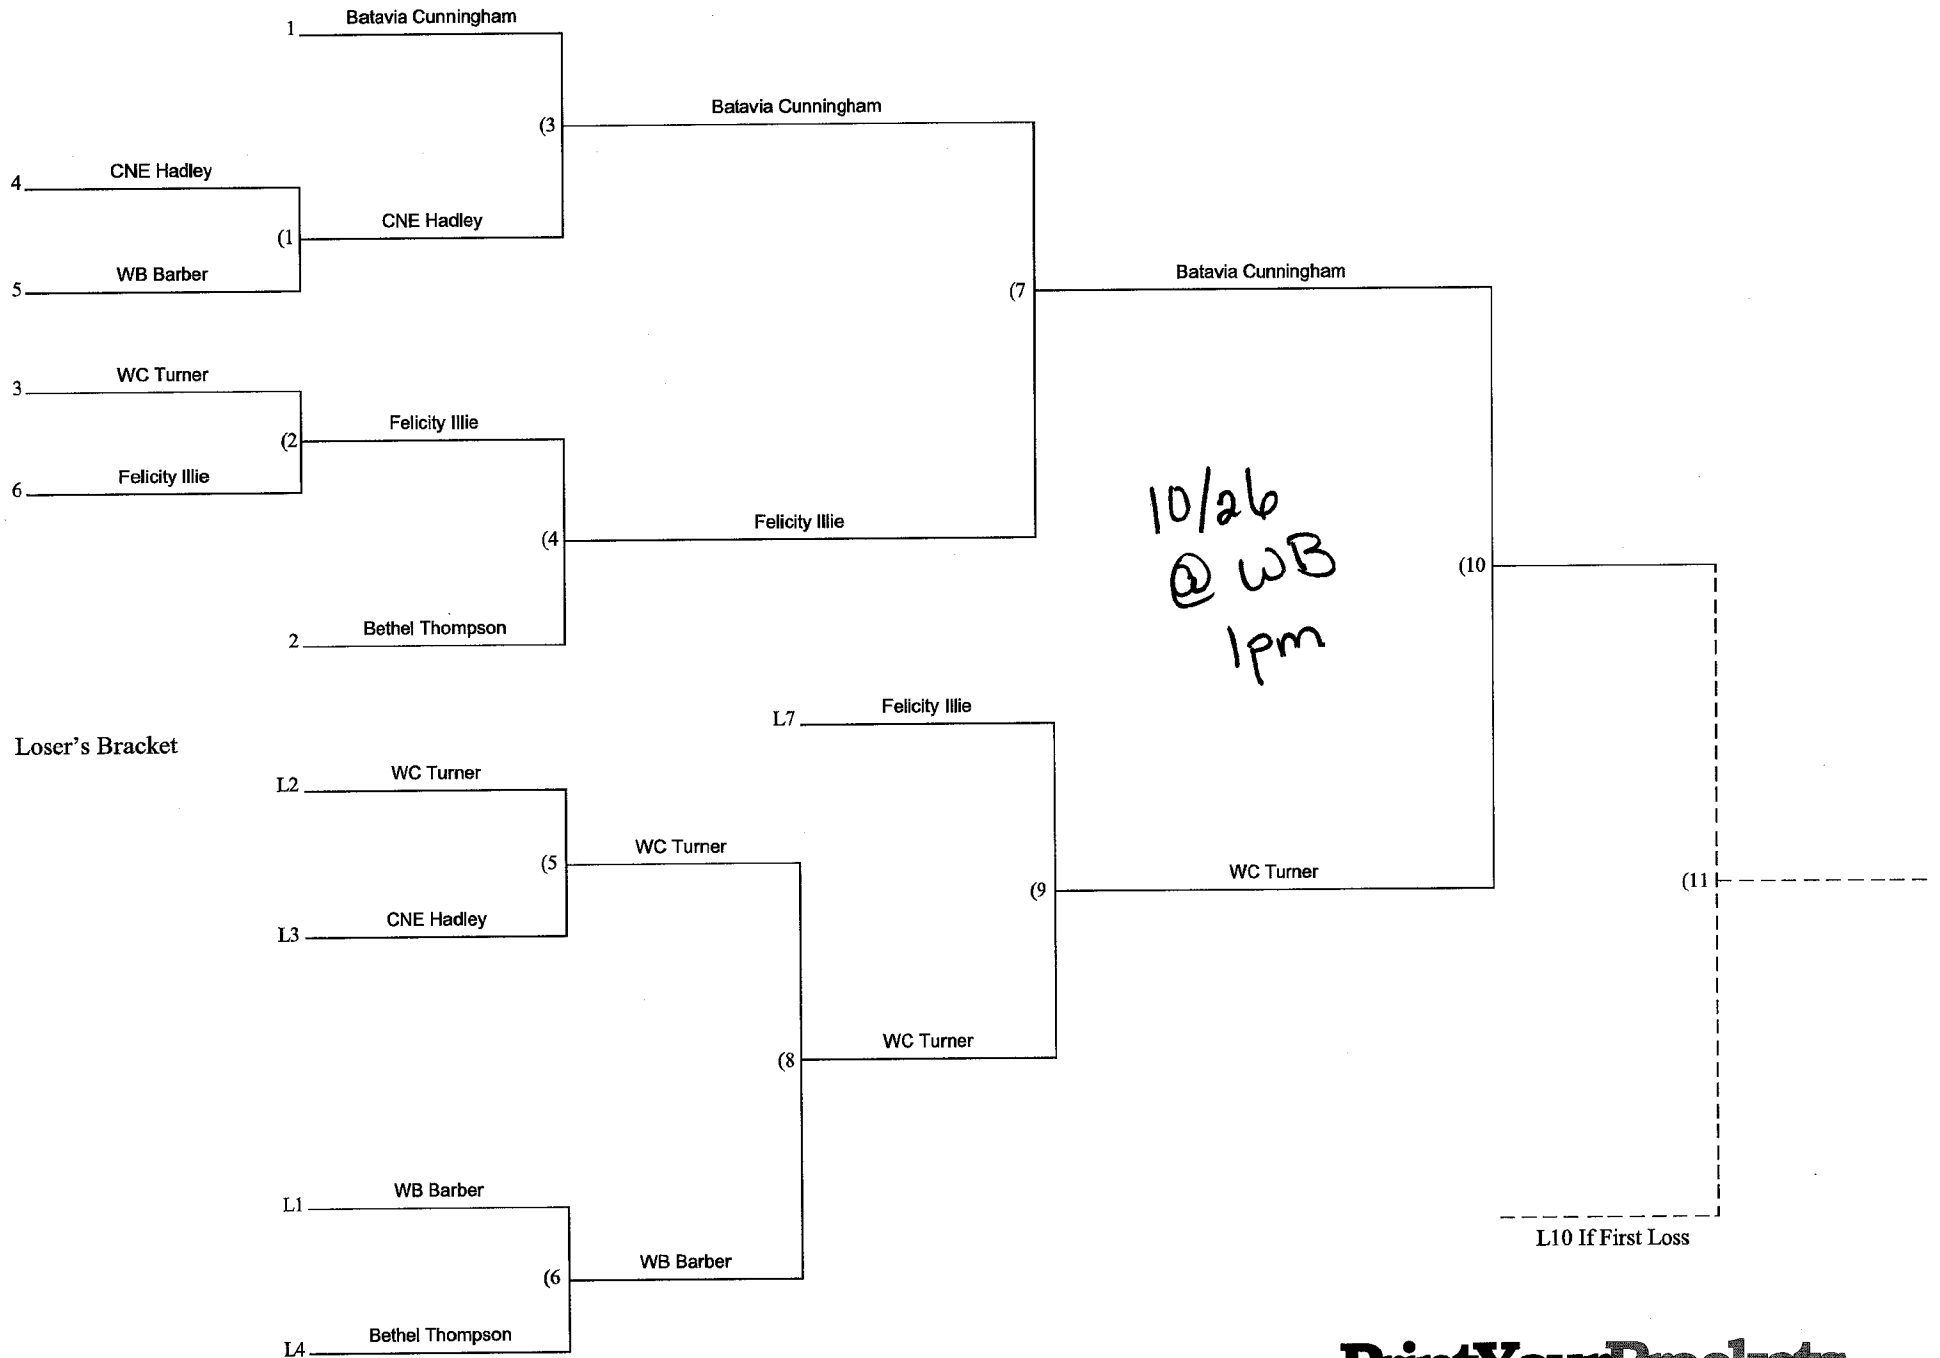 Batavia Cunningham
1
Batavia Cunningham
(3
CNE Hadley
4
CNE Hadley
(1
WB Barber
5
Batavia Cunningham
(7
WC Turner
3
Felicity Illie
(2
Felicity Illie
6
Felicity Illie
(4
Bethel Thompson
2
10/26
@ WB
1pm
(10
Loser's Bracket
Felicity Illie
L7
WC Turner
L2
WC Turner
(5
CNE Hadley
L3
WC Turner
(9
(11
WC Turner
(8
WB Barber
L1
WB Barber
(6
Bethel Thompson
L4
L10 If First Loss
PrintYourBrackets